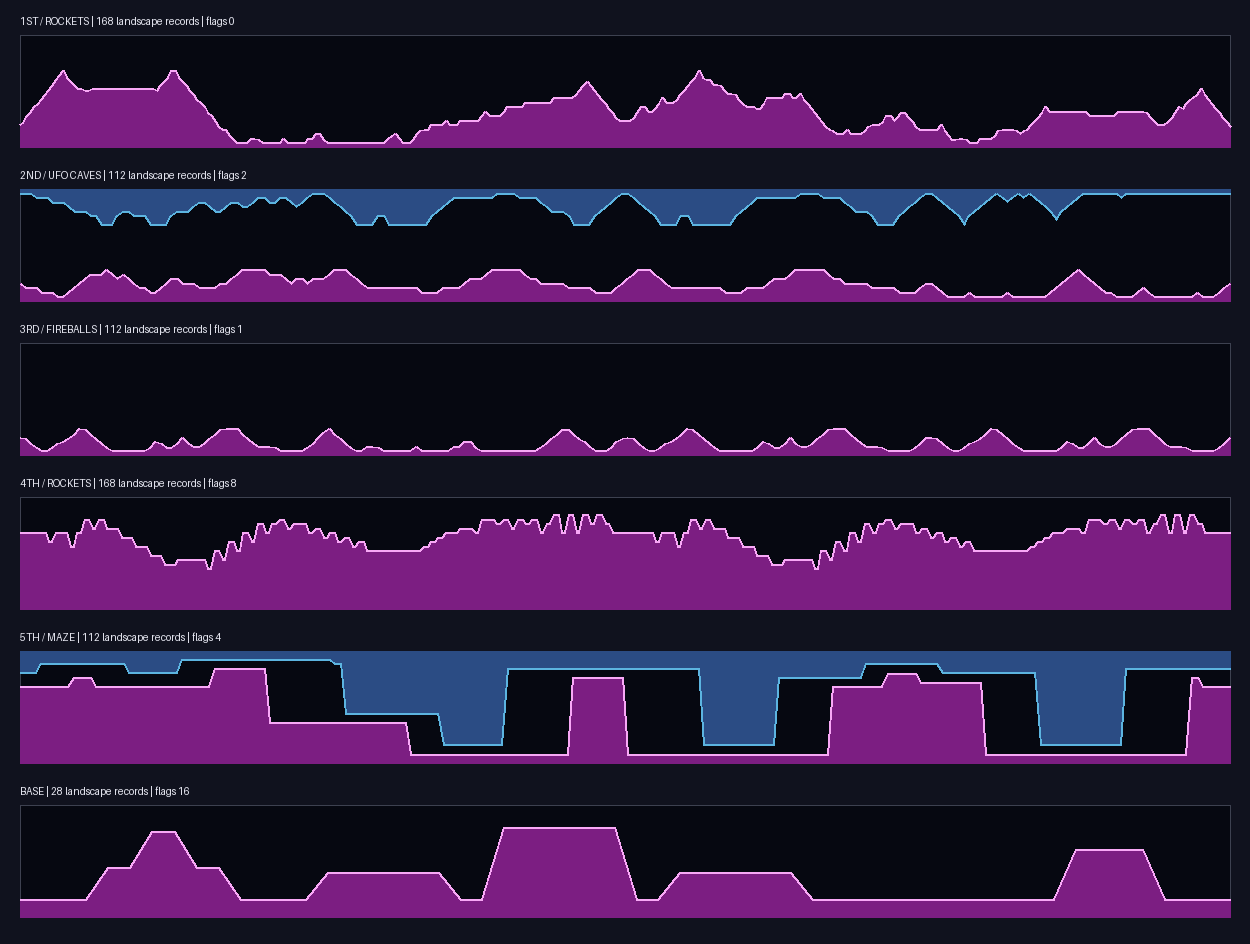 1ST / ROCKETS | 168 landscape records | flags 0
2ND / UFO CAVES | 112 landscape records | flags 2
3RD / FIREBALLS | 112 landscape records | flags 1
4TH / ROCKETS | 168 landscape records | flags 8
5TH / MAZE | 112 landscape records | flags 4
BASE | 28 landscape records | flags 16